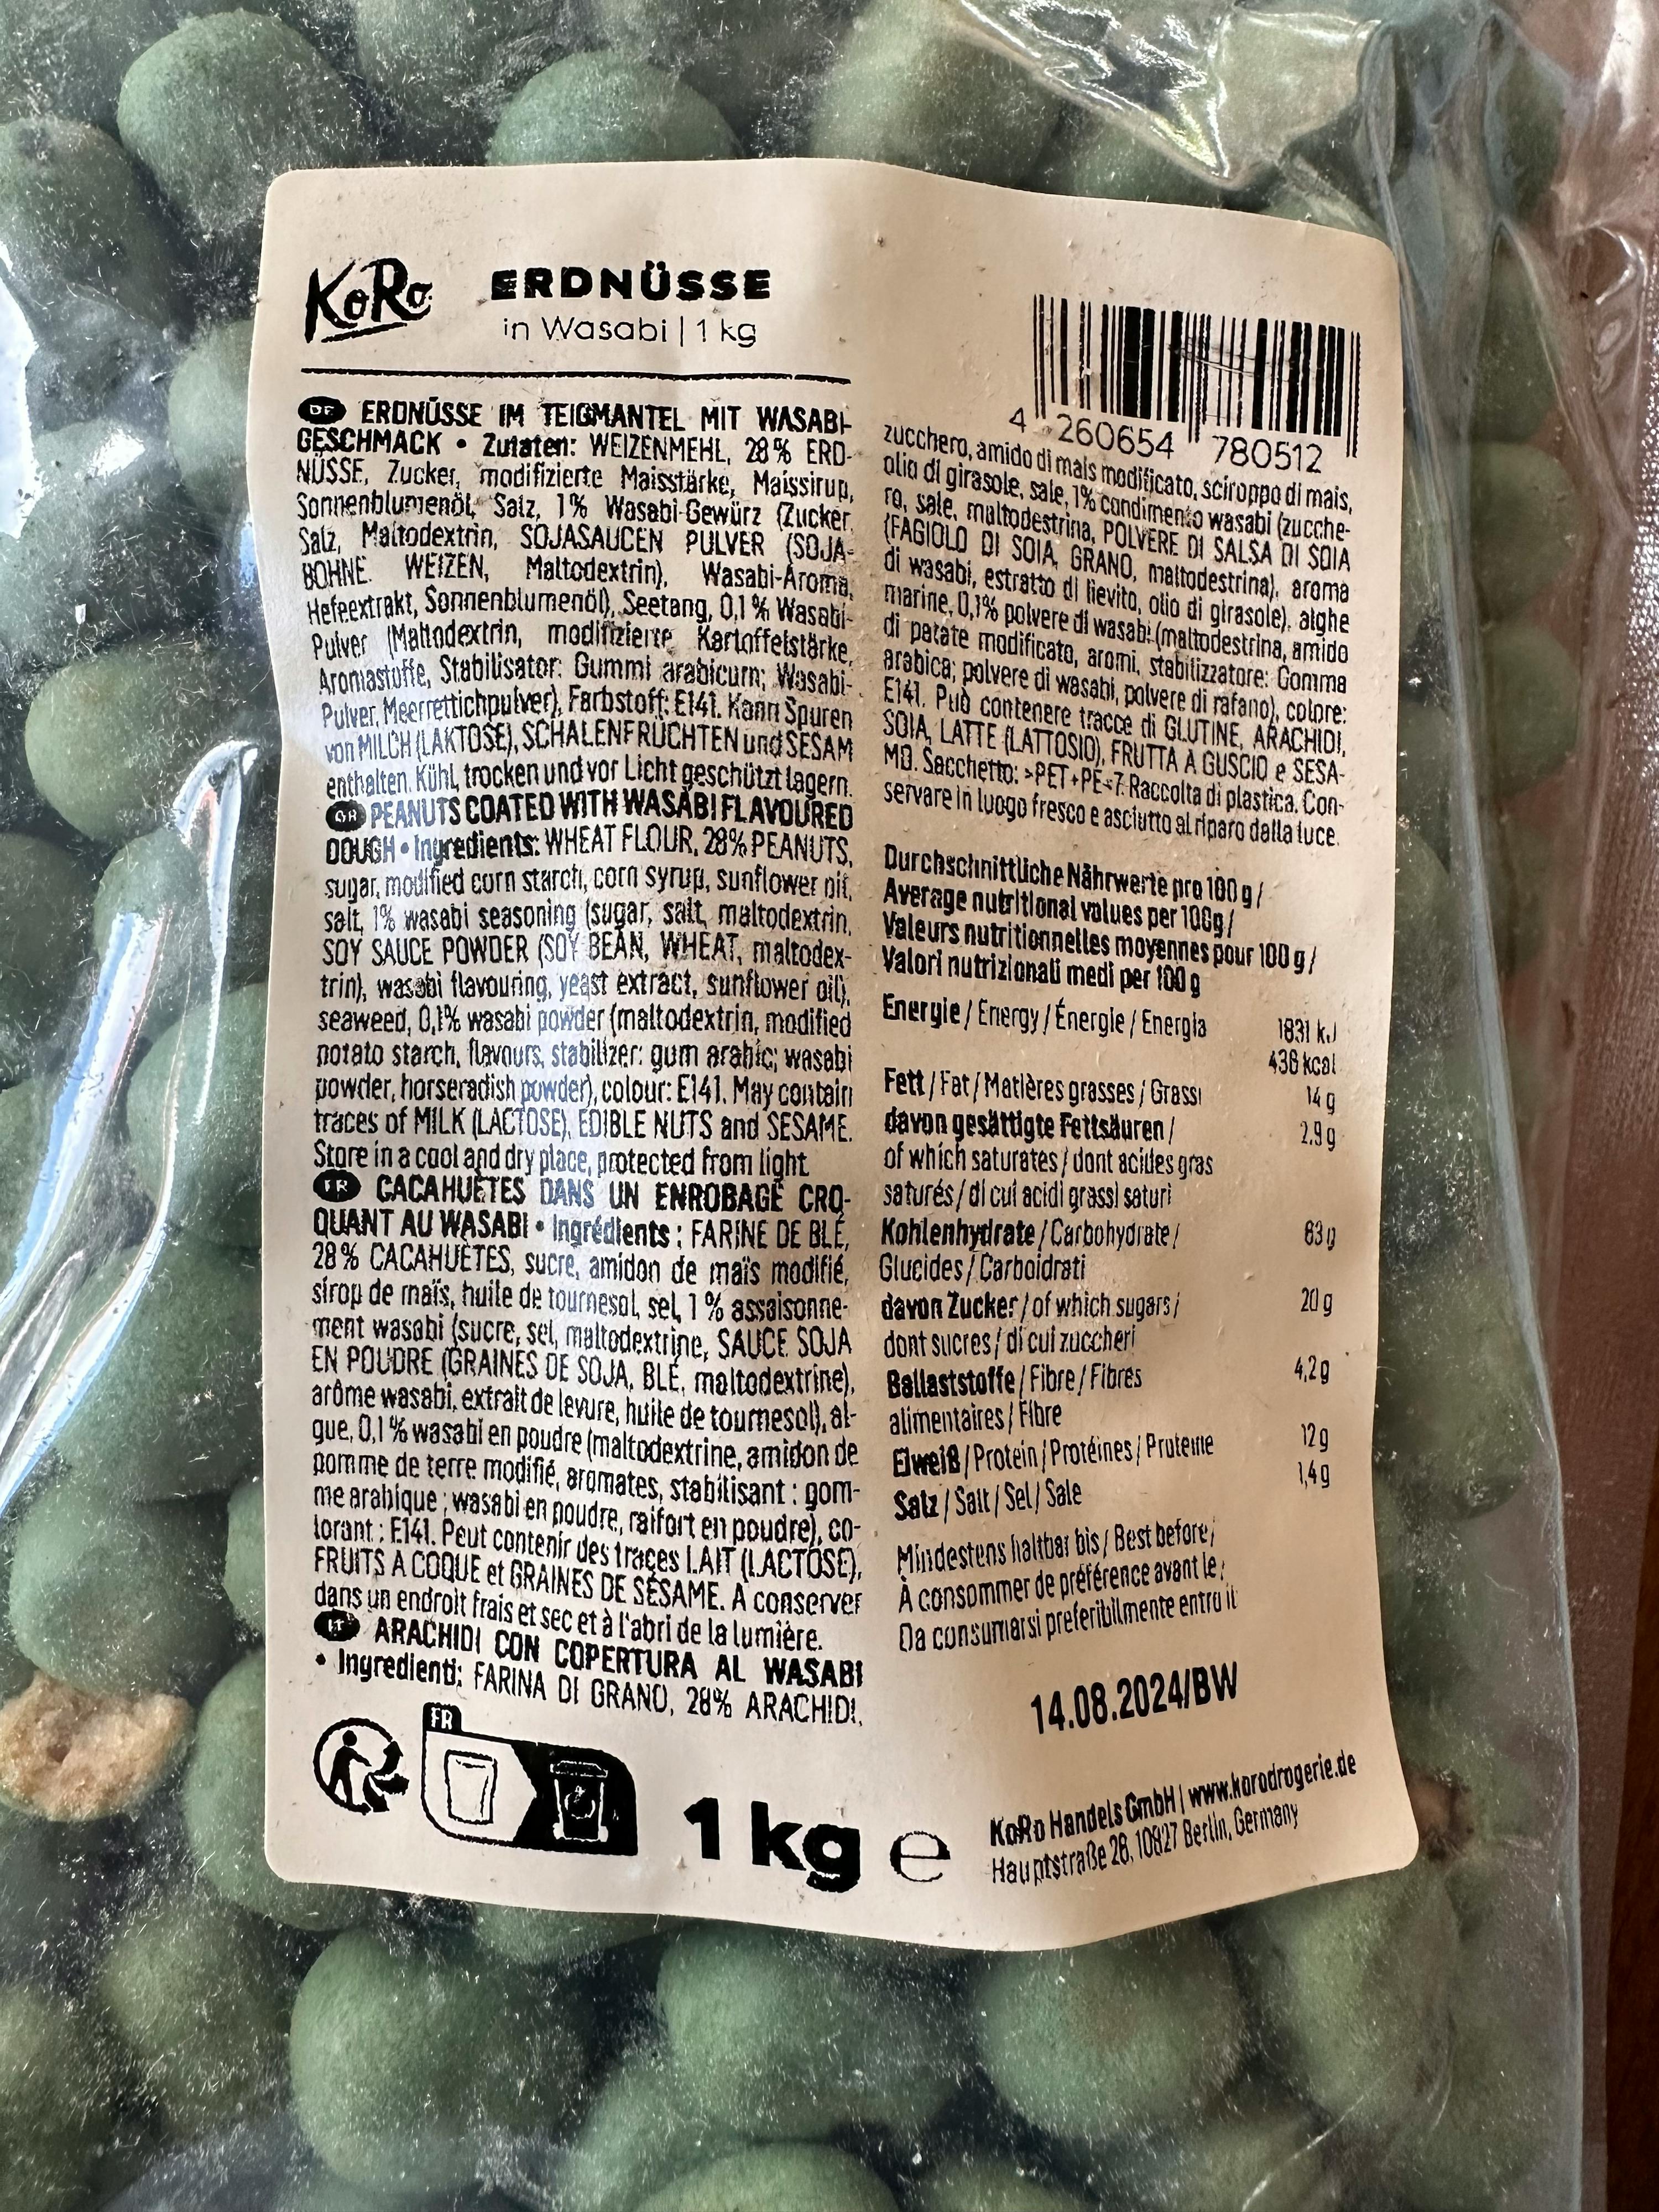 KoRo
ERDNÜSSE
in Wasabi | 1 kg
DE ERDNÜSSE IM TEIGMANTEL MIT WASABI-
GESCHMACK • Zutaten: WEIZENMEHL, 28% ERD-
NÜSSE, Zucker, modifizierte Maisstärke, Maissirup,
Sonnenblumenöl, Salz, 1% Wasabi-Gewürz (Zucker,
Salz, Maltodextrin, SOJASAUCEN PULVER (SOJA-
BOHNE, WEIZEN, Maltodextrin), Wasabi-Aroma,
Hefeextrakt, Sonnenblumenöl), Seetang, 0,1 % Wasabi-
Pulver (Maltodextrin, modifizierte Kartoffelstärke,
Aromastoffe, Stabilisator: Gummi arabicum; Wasabi-
Pulver, Meerrettichpulver), Farbstoff: E141. Kann Spuren
von MILCH (LAKTOSE), SCHALENFRÜCHTEN und SESAM
enthalten. Kühl, trocken und vor Licht geschützt lagern.
GB PEANUTS COATED WITH WASABI FLAVOURED
DOUGH • Ingredients: WHEAT FLOUR, 28% PEANUTS,
sugar, modified corn starch, corn syrup, sunflower oil,
salt, 1% wasabi seasoning (sugar, salt, maltodextrin,
SOY SAUCE POWDER (SOY BEAN, WHEAT, maltodex-
trin), wasabi flavouring, yeast extract, sunflower oil),
seaweed, 0,1% wasabi powder (maltodextrin, modified
potato starch, flavours, stabilizer: gum arabic; wasabi
powder, horseradish powder), colour: E141. May contain
traces of MILK (LACTOSE), EDIBLE NUTS and SESAME.
Store in a cool and dry place, protected from light.
FR CACAHUÈTES DANS UN ENROBAGE CRO-
QUANT AU WASABI • Ingrédients : FARINE DE BLÉ,
28% CACAHUÈTES, sucre, amidon de maïs modifié,
sirop de maïs, huile de tournesol, sel, 1 % assaisonne-
ment wasabi (sucre, sel, maltodextrine, SAUCE SOJA
EN POUDRE (GRAINES DE SOJA, BLÉ, maltodextrine),
arôme wasabi, extrait de levure, huile de tournesol), al-
gue, 0,1 % wasabi en poudre (maltodextrine, amidon de
pomme de terre modifié, aromates, stabilisant : gom-
me arabique ; wasabi en poudre, raifort en poudre), co-
lorant : E141. Peut contenir des traçes LAIT (LACTOSE),
FRUITS A COQUE et GRAINES DE SÉSAME. A conserver
dans un endroit frais et sec et à l'abri de la lumière.
IT ARACHIDI CON COPERTURA AL WASABI
• Ingredienti: FARINA DI GRANO, 28% ARACHIDI,
FR
1 kg e
4 260654 780512
zucchero, amido di mais modificato, sciroppo di mais,
olio di girasole, sale, 1% condimento wasabi (zucche-
ro, sale, maltodestrina, POLVERE DI SALSA DI SOIA
(FAGIOLO DI SOIA, GRANO, maltodestrina), aroma
di wasabi, estratto di lievito, olio di girasole), alghe
marine, 0,1% polvere di wasabi (maltodestrina, amido
di patate modificato, aromi, stabilizzatore: Gomma
arabica; polvere di wasabi, polvere di rafano), colore:
E141. Può contenere tracce di GLUTINE, ARACHIDI,
SOIA, LATTE (LATTOSIO), FRUTTA A GUSCIO e SESA-
MO. Sacchetto: >PET+PE<7. Raccolta di plastica. Con-
servare in luogo fresco e asciutto al riparo dalla luce.
Durchschnittliche Nährwerte pro 100 g /
Average nutritional values per 100g /
Valeurs nutritionnelles moyennes pour 100 g /
Valori nutrizionali medi per 100 g
Energie / Energy / Énergie / Energia 1831 kJ
436 kcal
Fett / Fat / Matières grasses / Grassi 14 g
davon gesättigte Fettsäuren / 2,9 g
of which saturates / dont acides gras
saturés / di cui acidi grassi saturi
Kohlenhydrate / Carbohydrate / 63 g
Glucides / Carboidrati
davon Zucker / of which sugars / 20 g
dont sucres / di cui zuccheri
Ballaststoffe / Fibre / Fibres 4,2 g
alimentaires / Fibre
Eiweiß / Protein / Protéines / Proteine 12 g
Salz / Salt / Sel / Sale 1,4 g
Mindestens haltbar bis / Best before /
À consommer de préférence avant le :
Da consumarsi preferibilmente entro il:
14.08.2024/BW
KoRo Handels GmbH | www.korodrogerie.de
Hauptstraße 26, 10827 Berlin, Germany